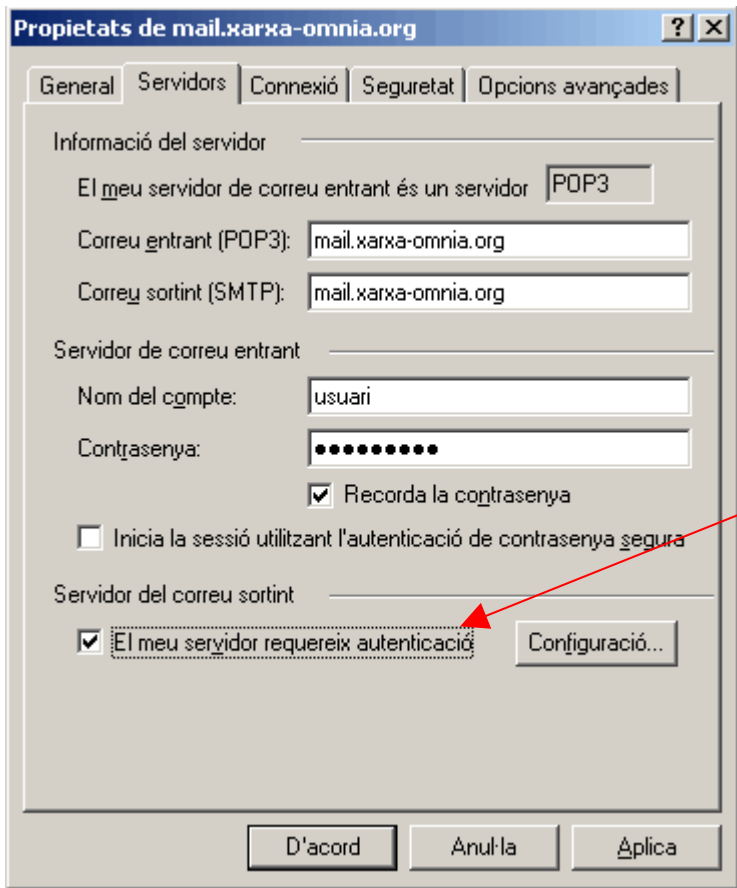 Propietats de mail.xarxa-omnia.org
General Servidors Connexió Seguretat Opcions avançades
Informació del servidor
El meu servidor de correu entrant és un servidor POP3
Correu entrant (POP3): mail.xarxa-omnia.org
Correu sortint (SMTP): mail.xarxa-omnia.org
Servidor de correu entrant
Nom del compte: usuari
Contrasenya: •••••••••
Recorda la contrasenya
Inicia la sessió utilitzant l'autenticació de contrasenya segura
Servidor del correu sortint
El meu servidor requereix autenticació Configuració...
D'acord Anul·la Aplica